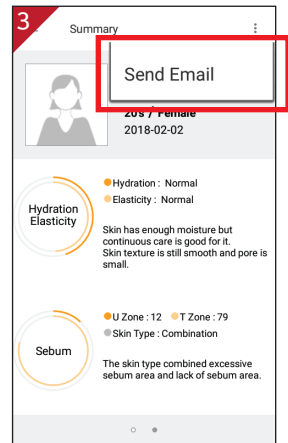 3
Summary
Send Email
20's / Female
2018-02-02
Hydration
Elasticity
Hydration : Normal
Elasticity : Normal
Skin has enough moisture but
continuous care is good for it.
Skin texture is still smooth and pore is
small.
Sebum
U Zone : 12 T Zone : 79
Skin Type : Combination
The skin type combined excessive
sebum area and lack of sebum area.